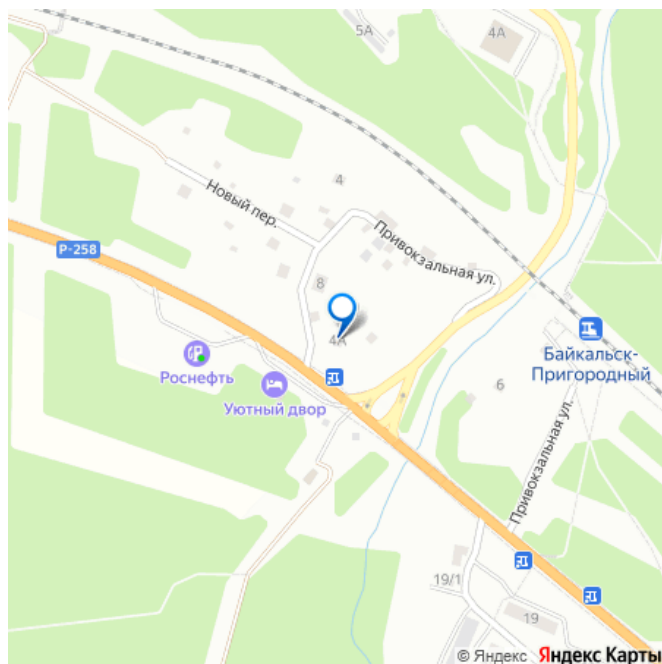 5А
4А
Новый пер.
4
Привокзальная ул.
Р-258
8
4А
Роснефть
Уютный двор
Байкальск-
Пригородный
6
Привокзальная ул.
19/1
19
© Яндекс Яндекс Карты